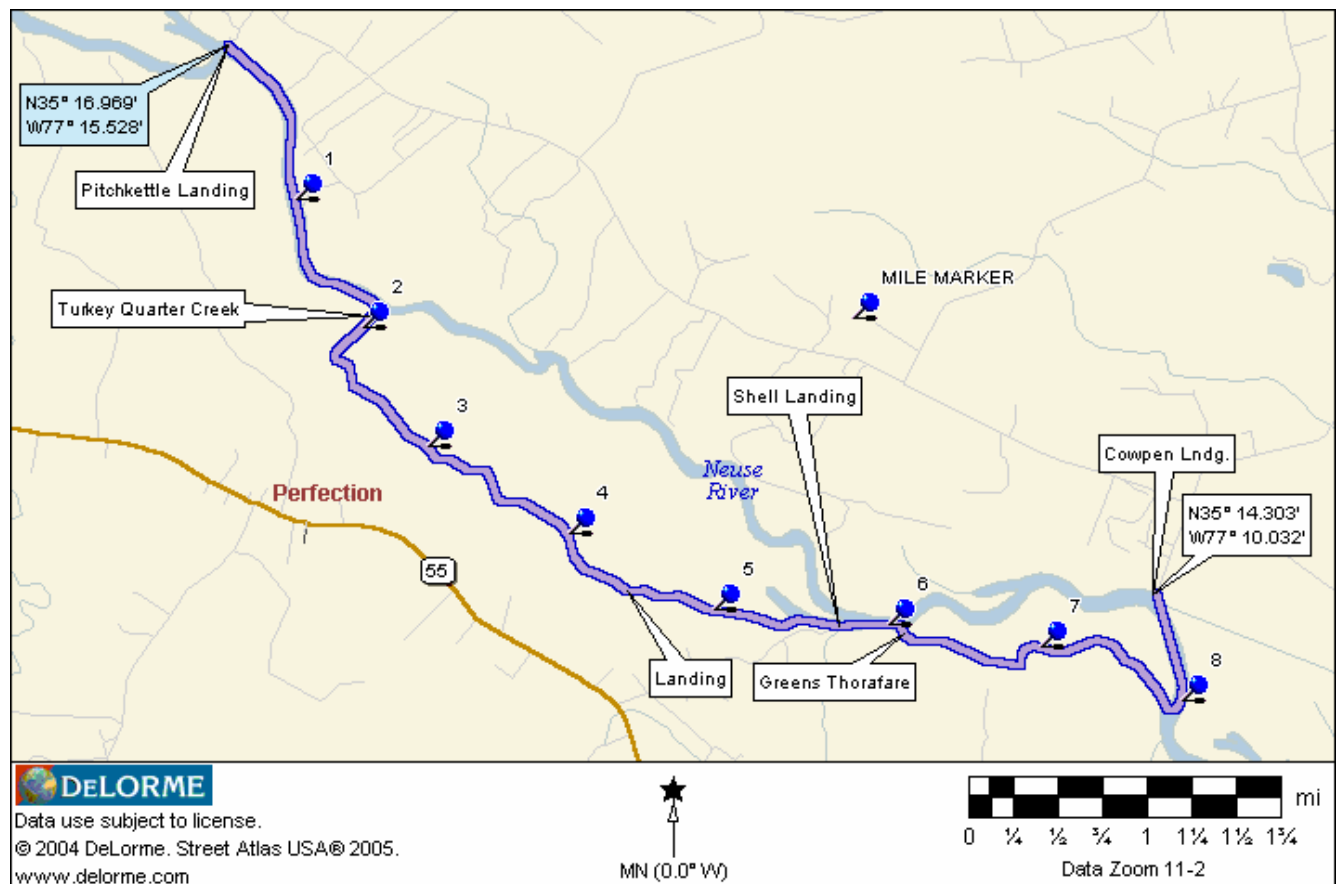 N35° 16.969'
W77° 15.528'
Pitchkettle Landing
1
Turkey Quarter Creek
2
MILE MARKER
3
Shell Landing
Perfection
Neuse
River
Cowpen Lndg.
N35° 14.303'
W77° 10.032'
4
55
5
6
7
Landing
Greens Thorafare
8
DELORME
Data use subject to license.
© 2004 DeLorme. Street Atlas USA® 2005.
www.delorme.com
MN (0.0° W)
mi
0 ¼ ½ ¾ 1 1¼ 1½ 1¾
Data Zoom 11-2